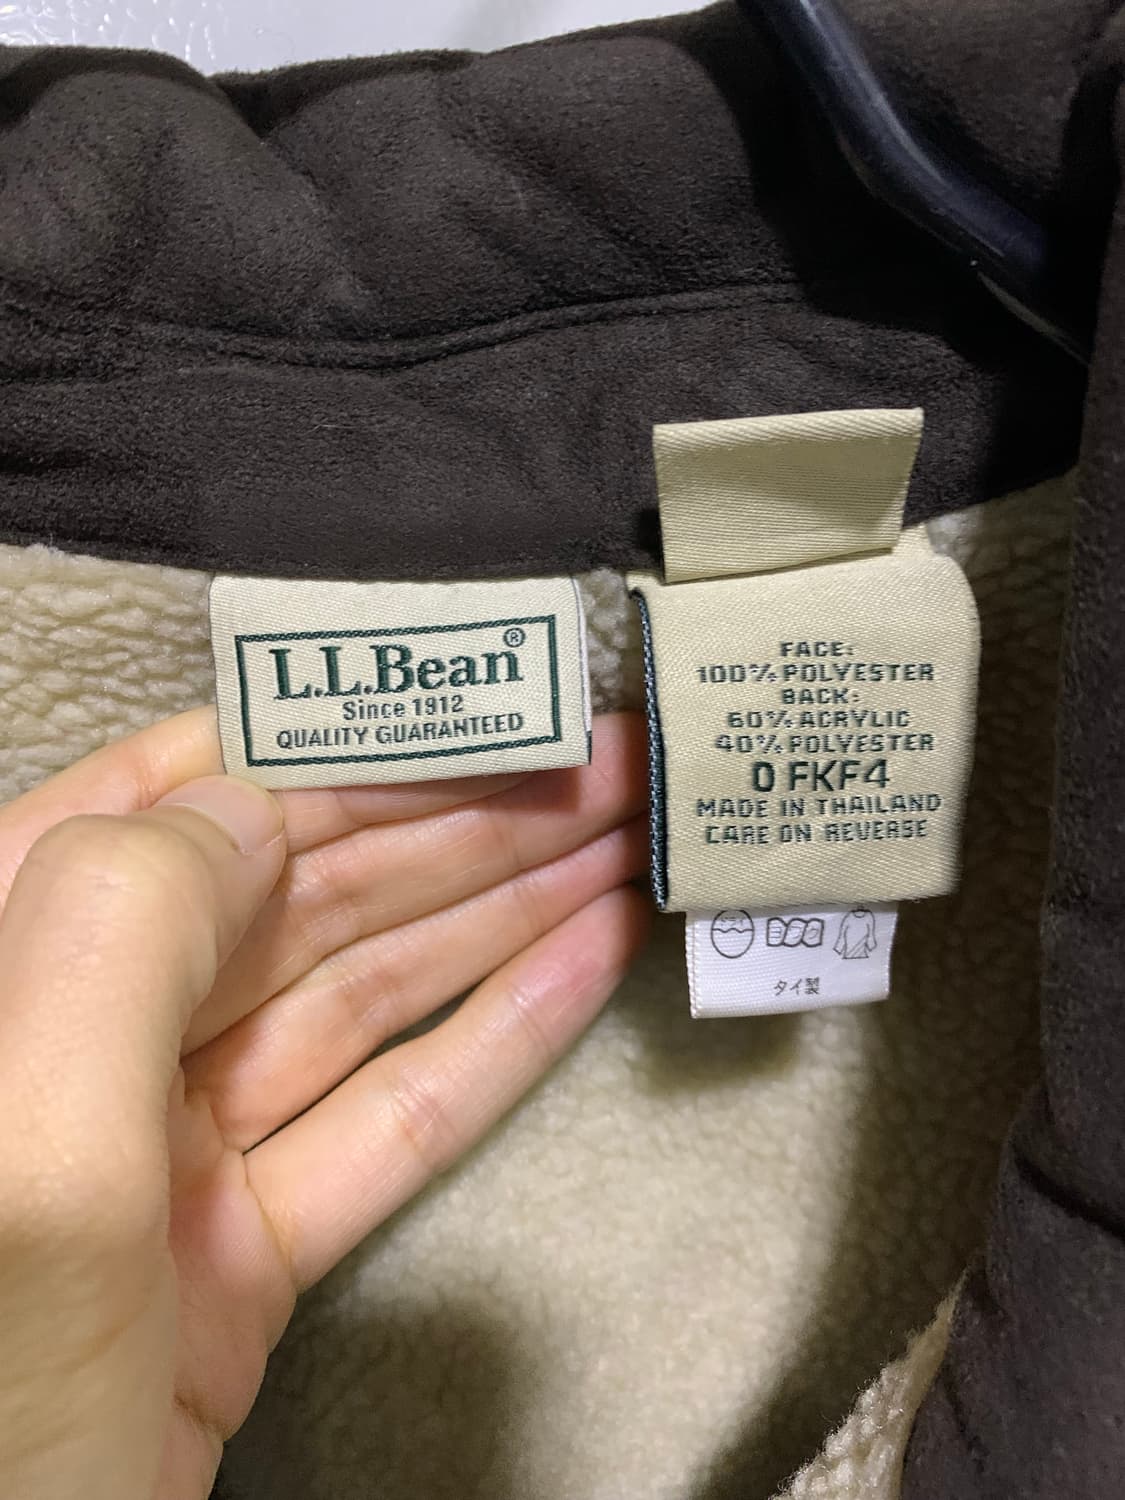 L.L.Bean®
Since 1912
QUALITY GUARANTEED
FACE:
100% POLYESTER
BACK:
60% ACRYLIC
40% POLYESTER
0 FKF4
MADE IN THAILAND
CARE ON REVERSE
タイ製